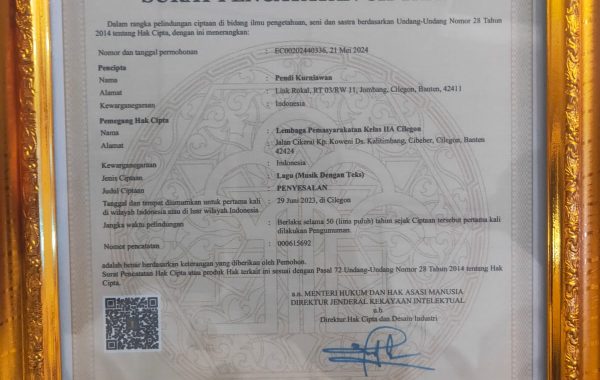 Dalam rangka pelindungan ciptaan di bidang ilmu pengetahuan, seni dan sastra berdasarkan Undang-Undang Nomor 28 Tahun
2014 tentang Hak Cipta, dengan ini menerangkan:
Nomor dan tanggal permohonan : EC00202440336, 21 Mei 2024
Pencipta
Nama : Pendi Kurniawan
Alamat : Link Rokal, RT 03/RW 11, Jombang, Cilegon, Banten, 42411
Kewarganegaraan : Indonesia
Pemegang Hak Cipta
Nama : Lembaga Pemasyarakatan Kelas IIA Cilegon
Alamat : Jalan Cikerai Kp. Koweni Ds. Kalitimbang, Cibeber, Cilegon, Banten
42424
Kewarganegaraan : Indonesia
Jenis Ciptaan : Lagu (Musik Dengan Teks)
Judul Ciptaan : PENYESALAN
Tanggal dan tempat diumumkan untuk pertama kali : 29 Juni 2023, di Cilegon
di wilayah Indonesia atau di luar wilayah Indonesia
Jangka waktu pelindungan : Berlaku selama 50 (lima puluh) tahun sejak Ciptaan tersebut pertama kali
dilakukan Pengumuman.
Nomor pencatatan : 000615692
adalah benar berdasarkan keterangan yang diberikan oleh Pemohon.
Surat Pencatatan Hak Cipta atau produk Hak terkait ini sesuai dengan Pasal 72 Undang-Undang Nomor 28 Tahun 2014 tentang Hak
Cipta.
a.n. MENTERI HUKUM DAN HAK ASASI MANUSIA
DIREKTUR JENDERAL KEKAYAAN INTELEKTUAL
u.b
Direktur Hak Cipta dan Desain Industri